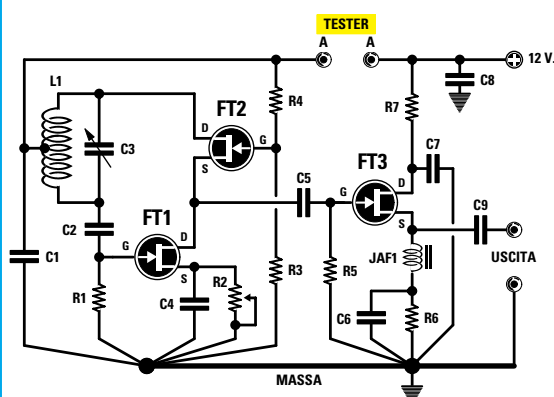 TESTER
A A
12 V.
C8
L1
R4
R7
FT2
D
G
S
C3
C7
C5
FT3
G
D
S
C9
C2
FT1
G
D
S
USCITA
JAF1
C1
R1
C4
R2
R3
R5
C6
R6
MASSA